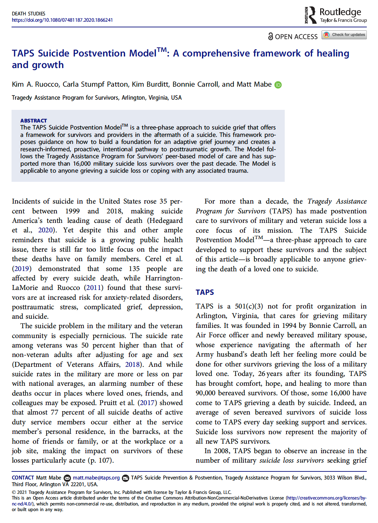 DEATH STUDIES
https://doi.org/10.1080/07481187.2020.1866241
Routledge
Taylor & Francis Group
OPEN ACCESS
Check for updates
TAPS Suicide Postvention Model™: A comprehensive framework of healing
and growth
Kim A. Ruocco, Carla Stumpf Patton, Kim Burditt, Bonnie Carroll, and Matt Mabe
Tragedy Assistance Program for Survivors, Arlington, Virginia, USA
ABSTRACT
The TAPS Suicide Postvention Model™ is a three-phase approach to suicide grief that offers
a framework for survivors and providers in the aftermath of a suicide. This framework pro-
poses guidance on how to build a foundation for an adaptive grief journey and creates a
research-informed, proactive, intentional pathway to posttraumatic growth. The Model fol-
lows the Tragedy Assistance Program for Survivors' peer-based model of care and has sup-
ported more than 16,000 military suicide loss survivors over the past decade. The Model is
applicable to anyone grieving a suicide loss or coping with any associated trauma.
Incidents of suicide in the United States rose 35 per-
cent between 1999 and 2018, making suicide
America's tenth leading cause of death (Hedegaard
et al., 2020). Yet despite this and other ample
reminders that suicide is a growing public health
issue, there is still far too little focus on the impact
these deaths have on family members. Cerel et al.
(2019) demonstrated that some 135 people are
affected by every suicide death, while Harrington-
LaMorie and Ruocco (2011) found that these survi-
vors are at increased risk for anxiety-related disorders,
posttraumatic stress, complicated grief, depression,
and suicide.
The suicide problem in the military and the veteran
community is especially pernicious. The suicide rate
among veterans was 50 percent higher than that of
non-veteran adults after adjusting for age and sex
(Department of Veterans Affairs, 2018). And while
suicide rates in the military are more or less on par
with national averages, an alarming number of these
deaths occur in places where loved ones, friends, and
colleagues may be exposed. Pruitt et al. (2017) showed
that almost 77 percent of all suicide deaths of active
duty service members occur either at the service
member's personal residence, in the barracks, at the
home of friends or family, or at the workplace or a
job site, making the impact on survivors of these
losses particularly acute (p. 107).
For more than a decade, the Tragedy Assistance
Program for Survivors (TAPS) has made postvention
care to survivors of military and veteran suicide loss a
core focus of its mission. The TAPS Suicide
Postvention Model™—a three-phase approach to care
developed to support these survivors and the subject
of this article—is broadly applicable to anyone griev-
ing the death of a loved one to suicide.
TAPS
TAPS is a 501(c)(3) not for profit organization in
Arlington, Virginia, that cares for grieving military
families. It was founded in 1994 by Bonnie Carroll, an
Air Force officer and newly bereaved military spouse,
whose experience navigating the aftermath of her
Army husband's death left her feeling more could be
done for other survivors grieving the loss of a military
loved one. Today, 26 years after its founding, TAPS
has brought comfort, hope, and healing to more than
90,000 bereaved survivors. Of those, some 16,000 have
come to TAPS grieving a death by suicide. Indeed, an
average of seven bereaved survivors of suicide loss
come to TAPS every day seeking support and services.
Suicide loss survivors now represent the majority of
all new TAPS survivors.
In 2008, TAPS began to observe an increase in the
number of military suicide loss survivors seeking grief
CONTACT Matt Mabe matt.mabe@taps.org TAPS Suicide Prevention & Postvention, Tragedy Assistance Program for Survivors, 3033 Wilson Blvd.,
Third Floor, Arlington VA 22201, USA.
© 2021 Tragedy Assistance Program for Survivors, Inc. Published with license by Taylor & Francis Group, LLC.
This is an Open Access article distributed under the terms of the Creative Commons Attribution-NonCommercial-NoDerivatives License (http://creativecommons.org/licenses/by-
nc-nd/4.0/), which permits non-commercial re-use, distribution, and reproduction in any medium, provided the original work is properly cited, and is not altered, transformed,
or built upon in any way.